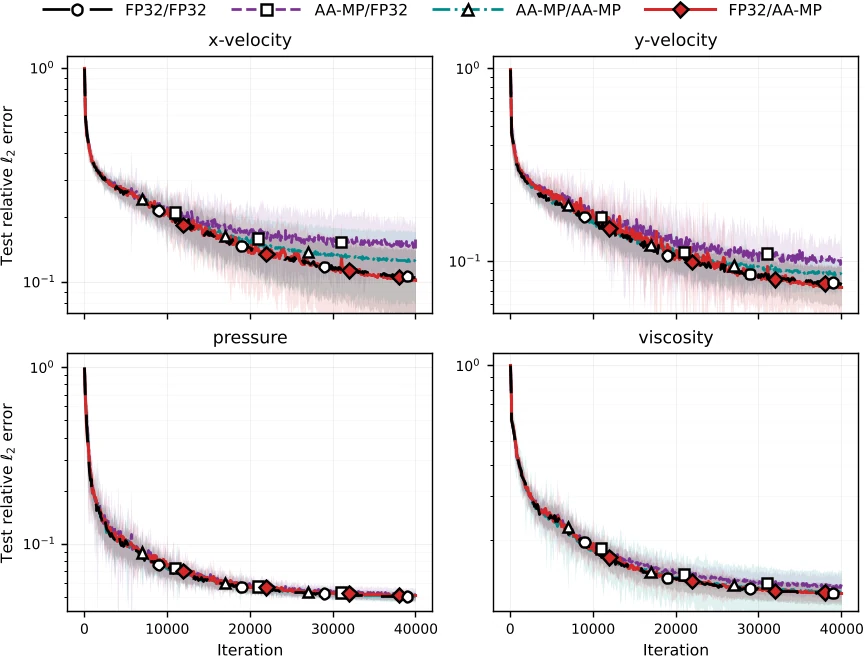 FP32/FP32 AA-MP/FP32 AA-MP/AA-MP FP32/AA-MP
x-velocity y-velocity
10⁰ 10⁰
Test relative ℓ₂ error
10⁻¹ 10⁻¹
pressure viscosity
10⁰ 10⁰
Test relative ℓ₂ error
10⁻¹
0 10000 20000 30000 40000 0 10000 20000 30000 40000
Iteration Iteration